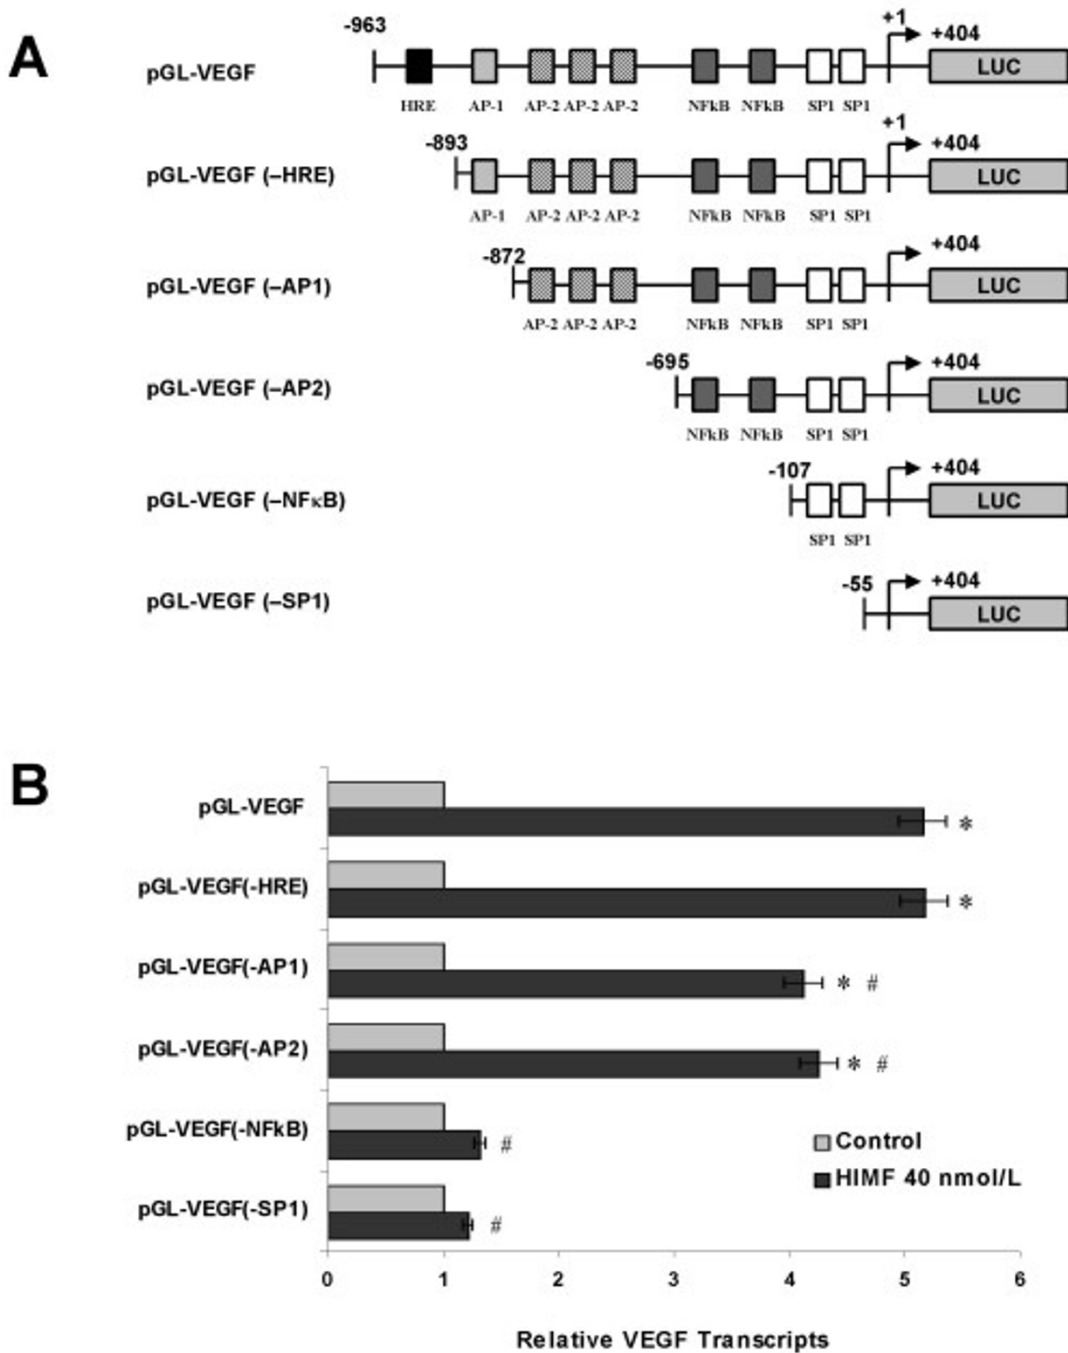 A
-963
+1
+404
pGL-VEGF
LUC
HRE AP-1 AP-2 AP-2 AP-2 NFkB NFkB SP1 SP1
-893
+1
+404
pGL-VEGF (–HRE)
LUC
AP-1 AP-2 AP-2 AP-2 NFkB NFkB SP1 SP1
-872
+404
pGL-VEGF (–AP1)
LUC
AP-2 AP-2 AP-2 NFkB NFkB SP1 SP1
-695
+404
pGL-VEGF (–AP2)
LUC
NFkB NFkB SP1 SP1
-107
+404
pGL-VEGF (–NFκB)
LUC
SP1 SP1
-55
+404
pGL-VEGF (–SP1)
LUC
B
pGL-VEGF
*
pGL-VEGF(-HRE)
*
pGL-VEGF(-AP1)
* #
pGL-VEGF(-AP2)
* #
pGL-VEGF(-NFkB)
#
Control
HIMF 40 nmol/L
pGL-VEGF(-SP1)
#
0 1 2 3 4 5 6
Relative VEGF Transcripts